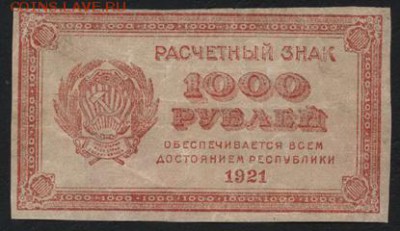 COINS.LAVE.RU
РАСЧЕТНЫЙ ЗНАК
1000
РУБЛЕЙ
ОБЕСПЕЧИВАЕТСЯ ВСЕМ
ДОСТОЯНИЕМ РЕСПУБЛИКИ
1921